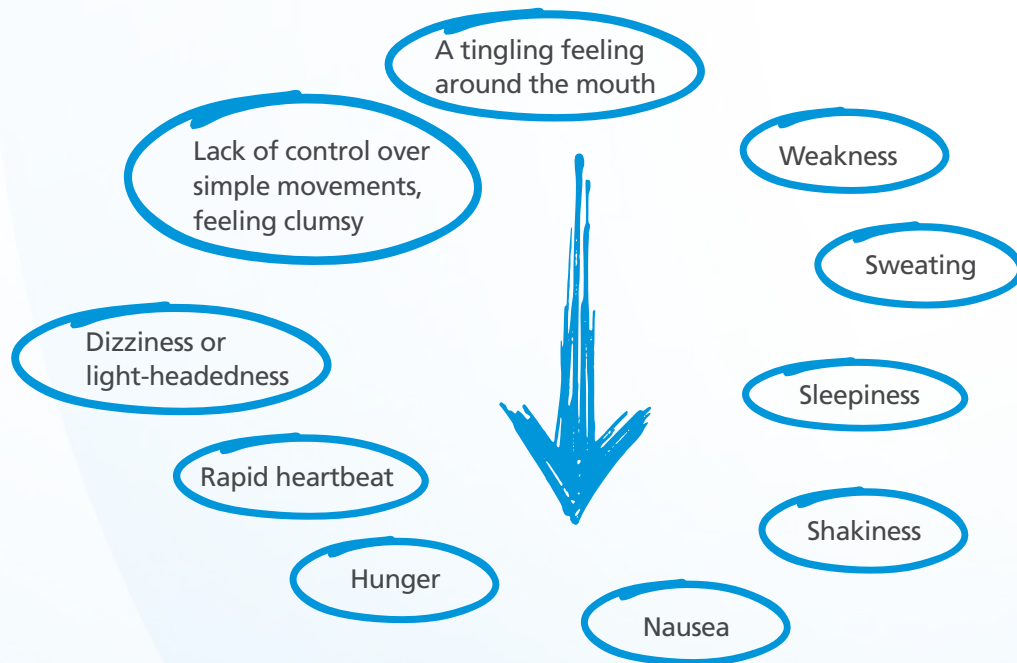 A tingling feeling
around the mouth
Lack of control over
simple movements,
feeling clumsy
Weakness
Sweating
Dizziness or
light-headedness
Sleepiness
Rapid heartbeat
Shakiness
Hunger
Nausea